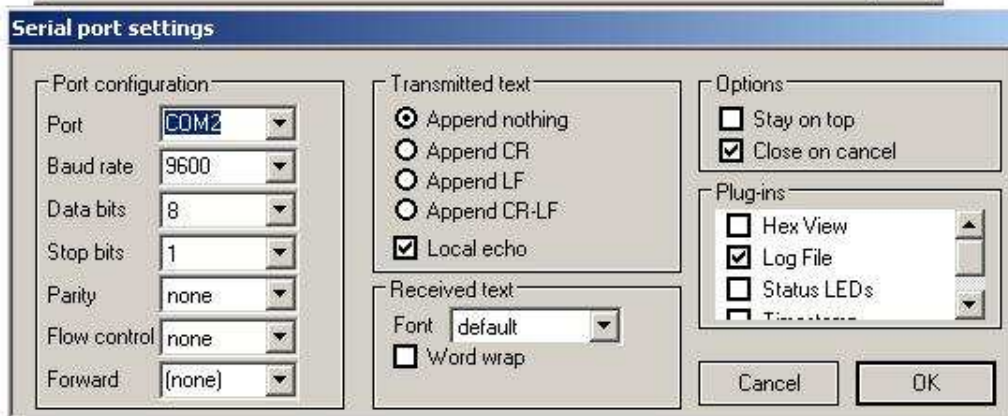 Serial port settings
Port configuration
Port COM2
Baud rate 9600
Data bits 8
Stop bits 1
Parity none
Flow control none
Forward (none)
Transmitted text
Append nothing
Append CR
Append LF
Append CR-LF
Local echo
Received text
Font default
Word wrap
Options
Stay on top
Close on cancel
Plug-ins
Hex View
Log File
Status LEDs
Cancel
OK